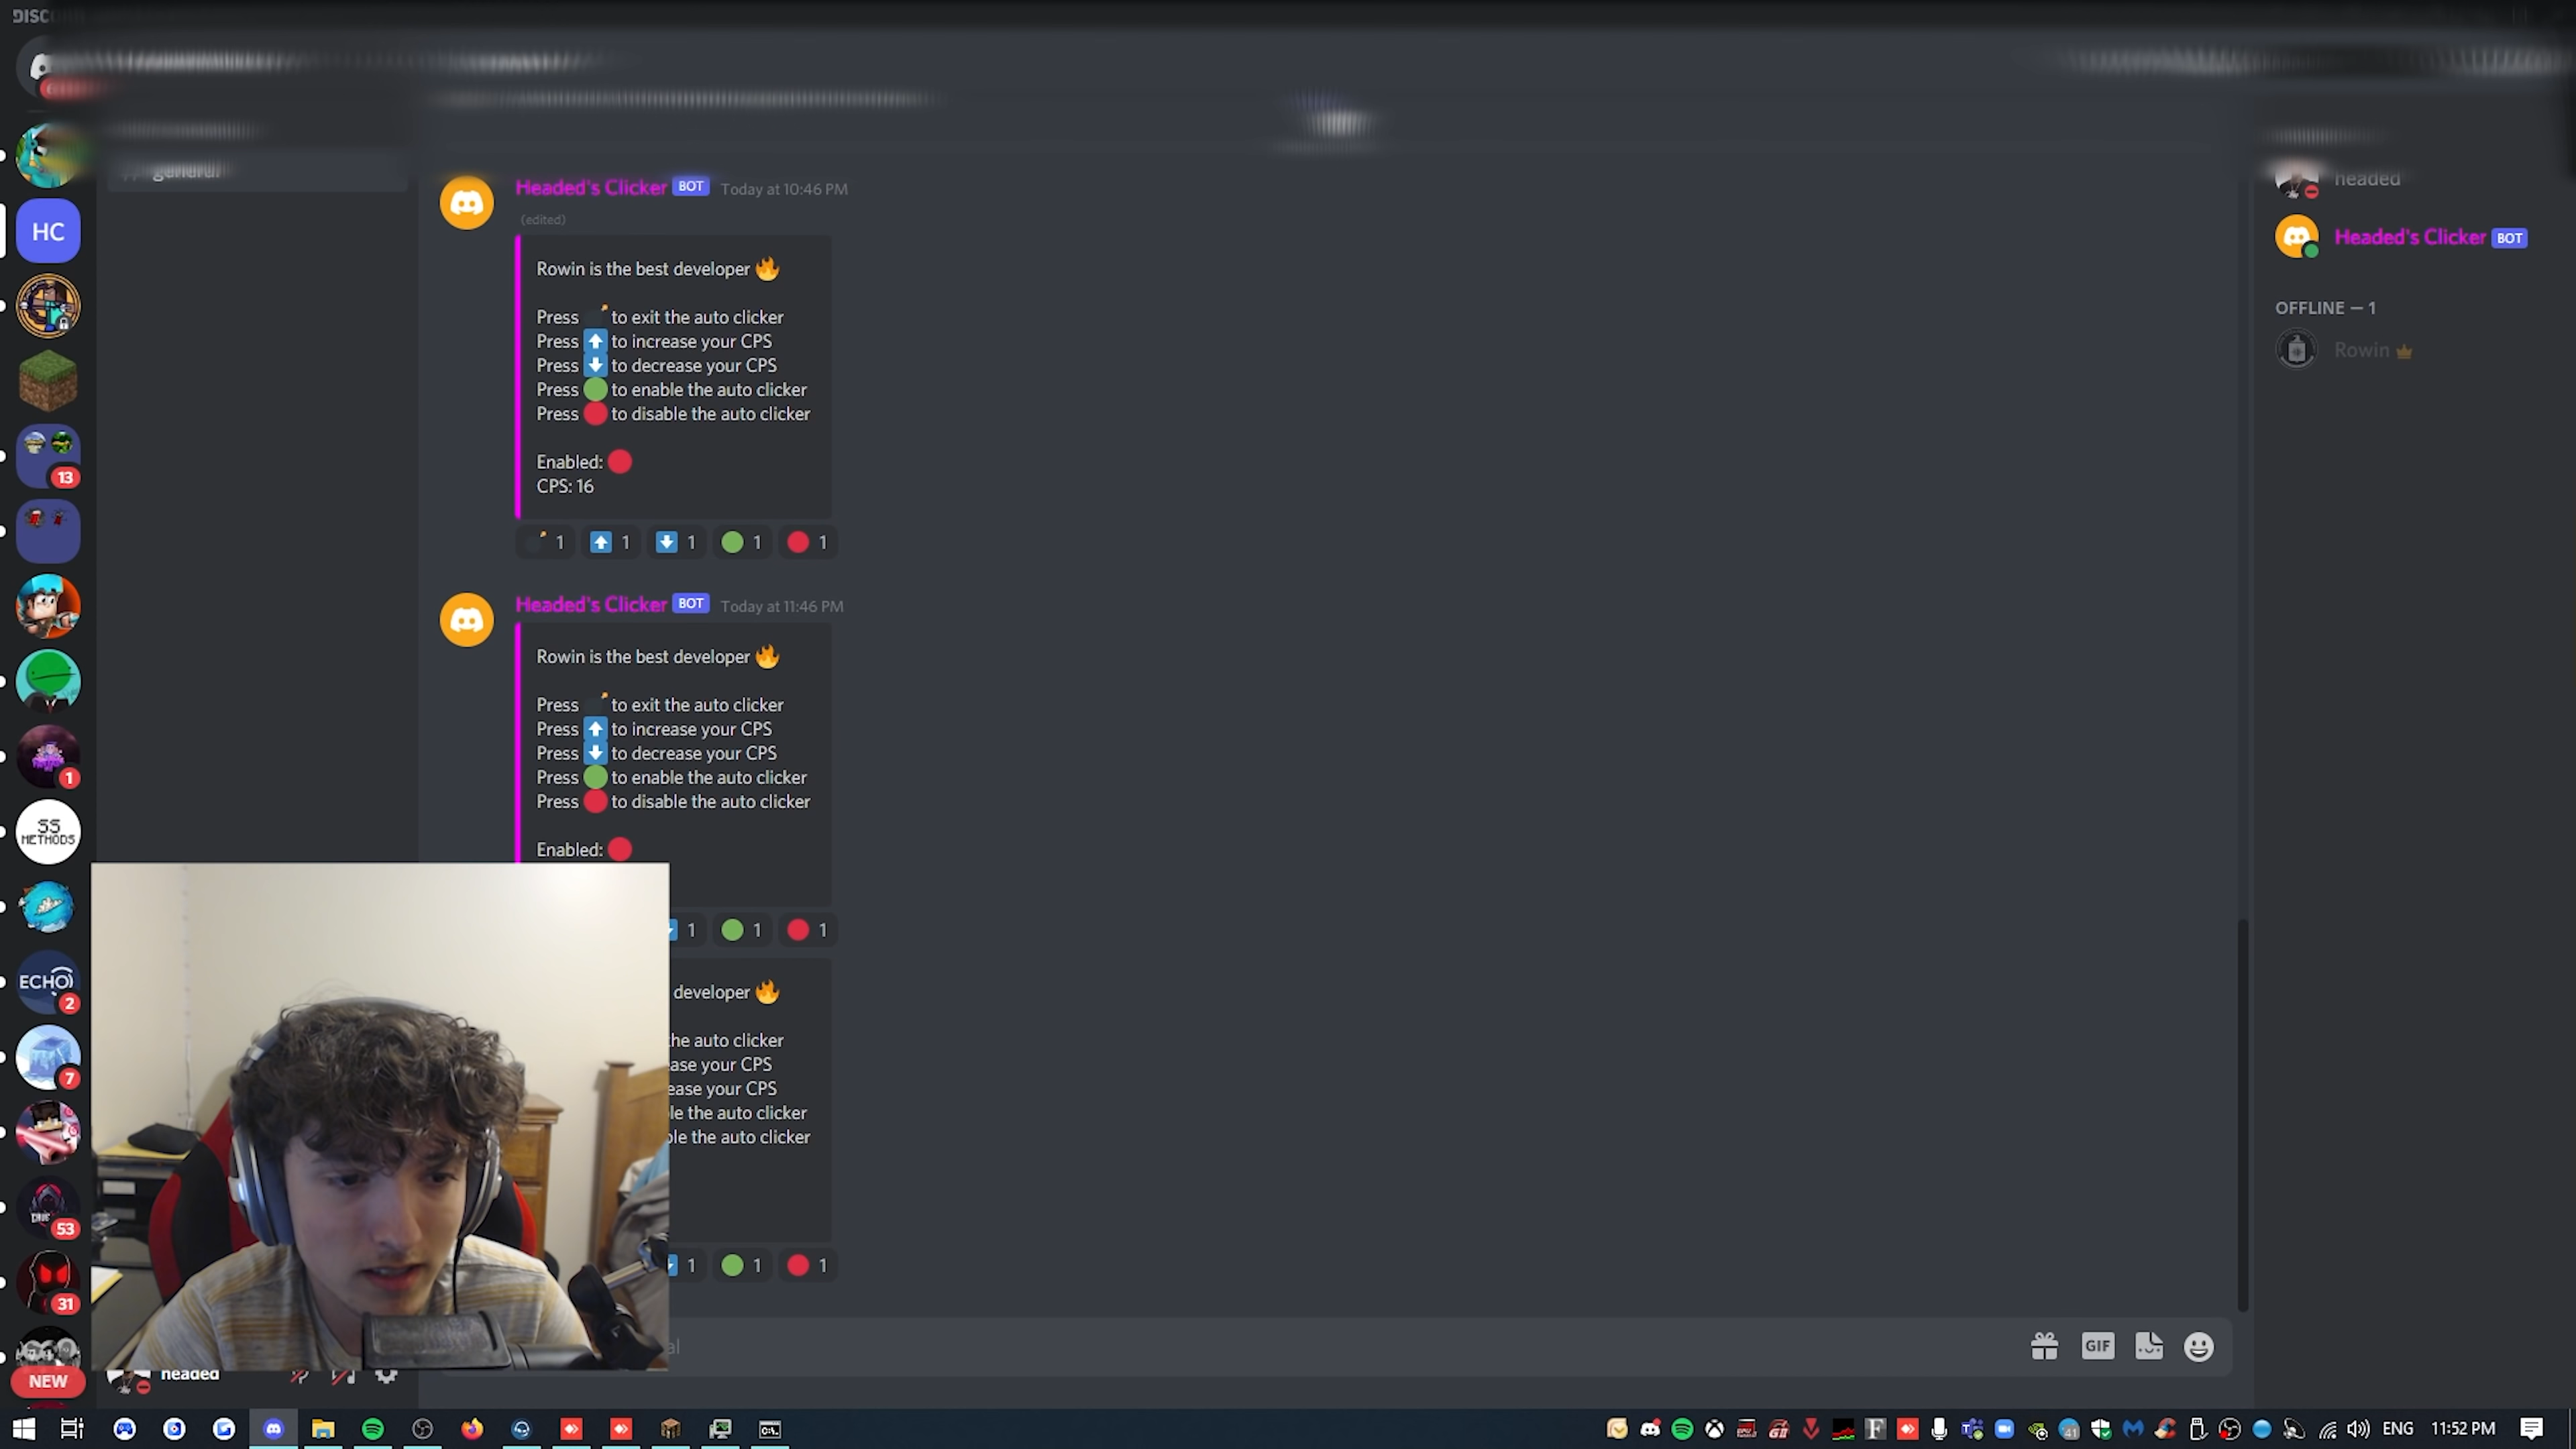 DISC
general
HC
13
1
SS
METHODS
ECHO
2
7
53
31
NEW
headed
Headed's Clicker BOT Today at 10:46 PM
(edited)
Rowin is the best developer 🔥
Press to exit the auto clicker
Press ⬆ to increase your CPS
Press ⬇ to decrease your CPS
Press 🟢 to enable the auto clicker
Press 🔴 to disable the auto clicker
Enabled: 🔴
CPS: 16
1 ⬆ 1 ⬇ 1 🟢 1 🔴 1
Headed's Clicker BOT Today at 11:46 PM
Rowin is the best developer 🔥
Press to exit the auto clicker
Press ⬆ to increase your CPS
Press ⬇ to decrease your CPS
Press 🟢 to enable the auto clicker
Press 🔴 to disable the auto clicker
Enabled: 🔴
1 🟢 1 🔴 1
developer 🔥
he auto clicker
ase your CPS
ease your CPS
le the auto clicker
ble the auto clicker
1 🟢 1 🔴 1
al
GIF
headed
Headed's Clicker BOT
OFFLINE — 1
Rowin
41
ENG 11:52 PM